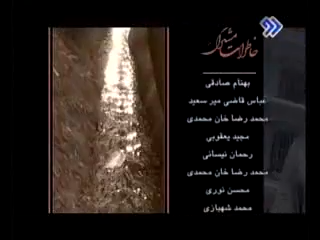 خاطرات مشترک
بهنام صادقی
عباس قاضی میر سعید
محمد رضا خان محمدی
مجید یعقوبی
رحمان نیسانی
محمد رضا خان محمدی
محسن نوری
محمد شهبازی